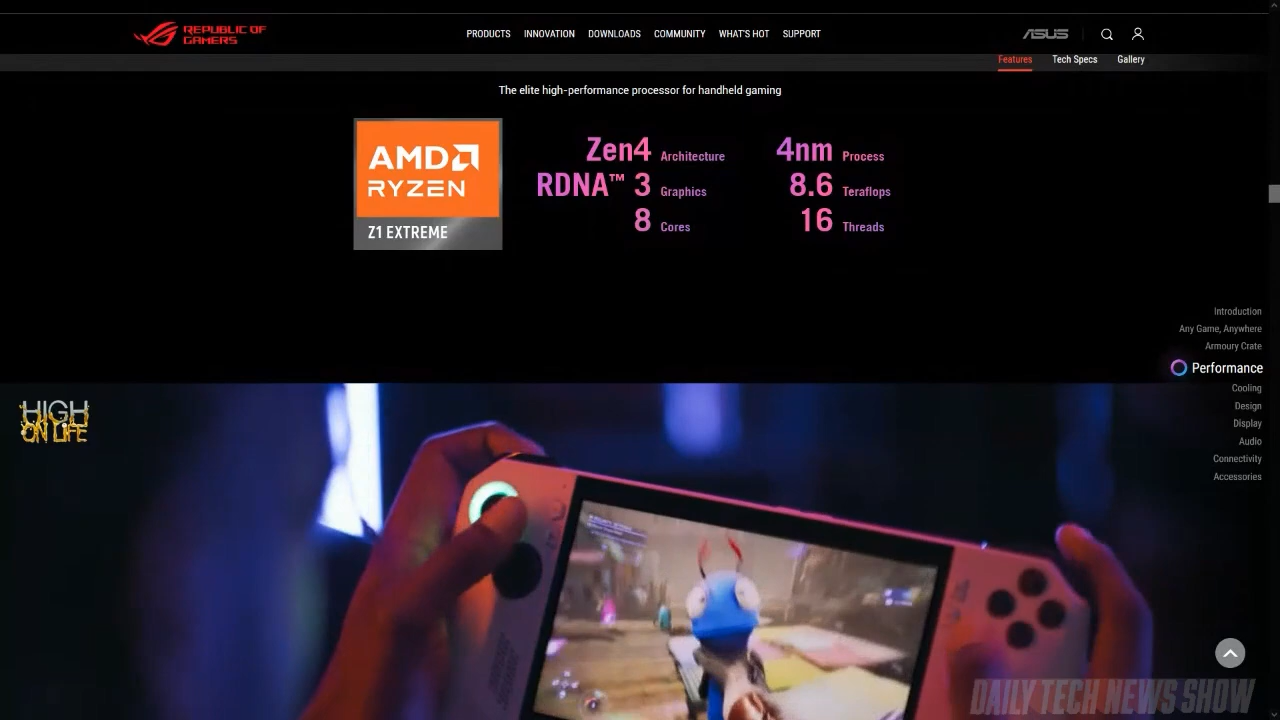 REPUBLIC OF
GAMERS
PRODUCTS INNOVATION DOWNLOADS COMMUNITY WHAT'S HOT SUPPORT
ASUS
Features Tech Specs Gallery
The elite high-performance processor for handheld gaming
AMD
RYZEN
Z1 EXTREME
Zen4 Architecture
RDNA™ 3 Graphics
8 Cores
4nm Process
8.6 Teraflops
16 Threads
Introduction
Any Game, Anywhere
Armoury Crate
Performance
Cooling
Design
Display
Audio
Connectivity
Accessories
HIGH
ON LIFE
DAILY TECH NEWS SHOW